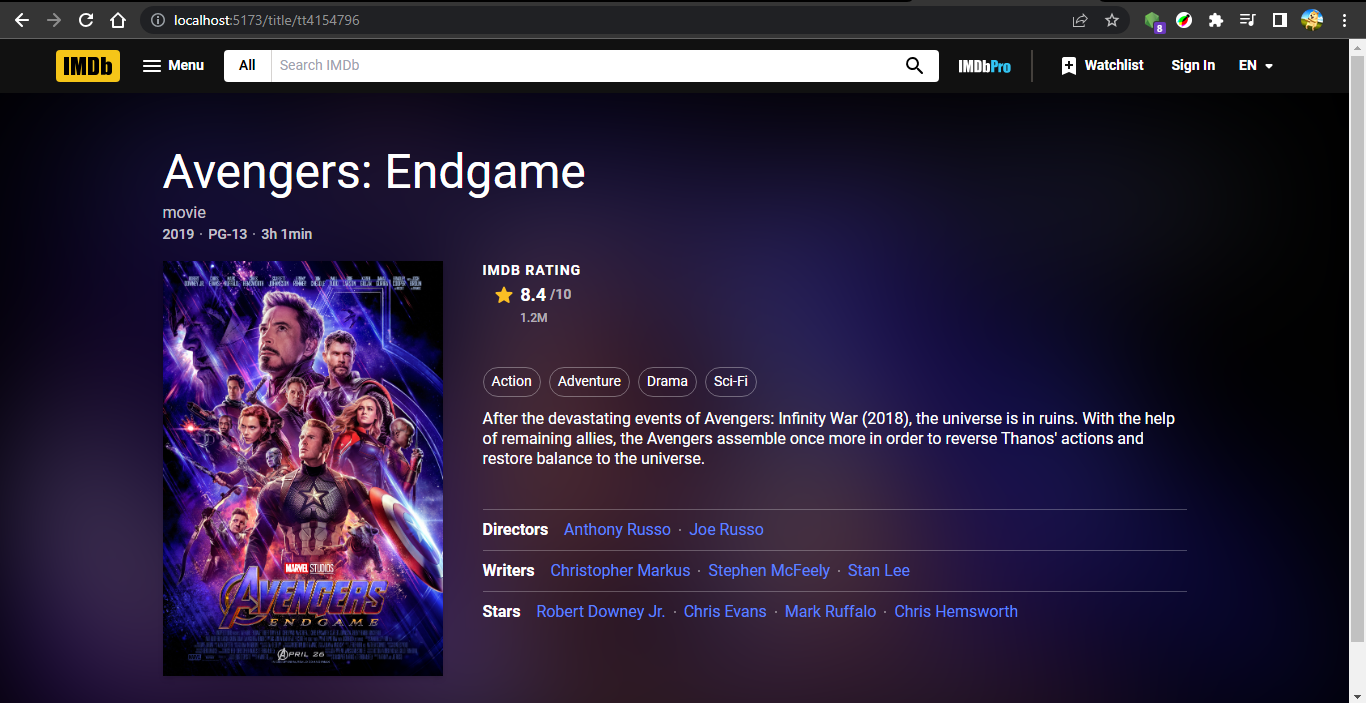 localhost:5173/title/tt4154796
8
IMDb Menu All Search IMDb IMDbPro Watchlist Sign In EN
Avengers: Endgame
movie
2019 · PG-13 · 3h 1min
IMDB RATING
8.4 /10
1.2M
Action Adventure Drama Sci-Fi
After the devastating events of Avengers: Infinity War (2018), the universe is in ruins. With the help
of remaining allies, the Avengers assemble once more in order to reverse Thanos' actions and
restore balance to the universe.
Directors Anthony Russo · Joe Russo
Writers Christopher Markus · Stephen McFeely · Stan Lee
Stars Robert Downey Jr. · Chris Evans · Mark Ruffalo · Chris Hemsworth
MARVEL STUDIOS
AVENGERS
ENDGAME
APRIL 26